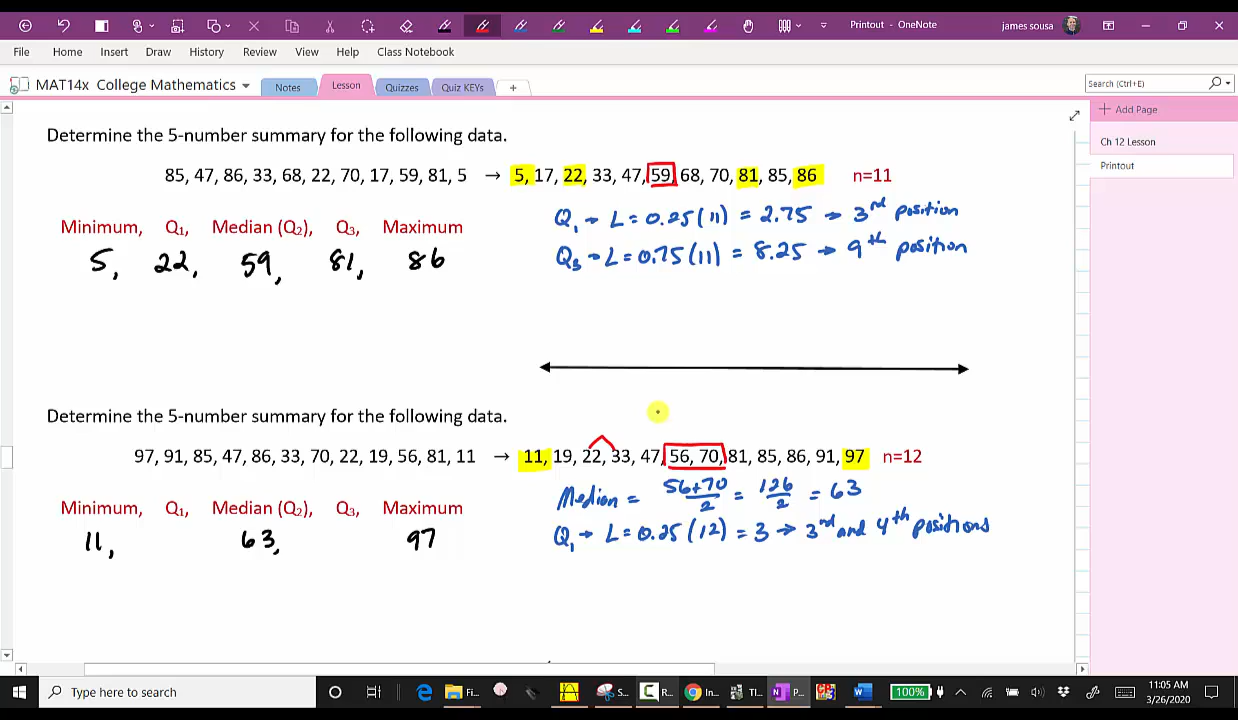 Printout - OneNote
james sousa
File Home Insert Draw History Review View Help Class Notebook
MAT14x College Mathematics Notes Lesson Quizzes Quiz KEYs +
Search (Ctrl+E)
+ Add Page
Ch 12 Lesson
Printout
Determine the 5-number summary for the following data.
85, 47, 86, 33, 68, 22, 70, 17, 59, 81, 5 → 5, 17, 22, 33, 47, 59, 68, 70, 81, 85, 86 n=11
Q₁ → L = 0.25(11) = 2.75 → 3rd position
Minimum, Q₁, Median (Q₂), Q₃, Maximum
Q₃ → L = 0.75(11) = 8.25 → 9th position
5, 22, 59, 81, 86
Determine the 5-number summary for the following data.
97, 91, 85, 47, 86, 33, 70, 22, 19, 56, 81, 11 → 11, 19, 22, 33, 47, 56, 70, 81, 85, 86, 91, 97 n=12
Median = 56+70/2 = 126/2 = 63
Minimum, Q₁, Median (Q₂), Q₃, Maximum
Q₁ → L = 0.25(12) = 3 → 3rd and 4th positions
11, 63, 97
Type here to search
Fi...
S...
R...
In...
TI...
P...
100%
11:05 AM
3/26/2020